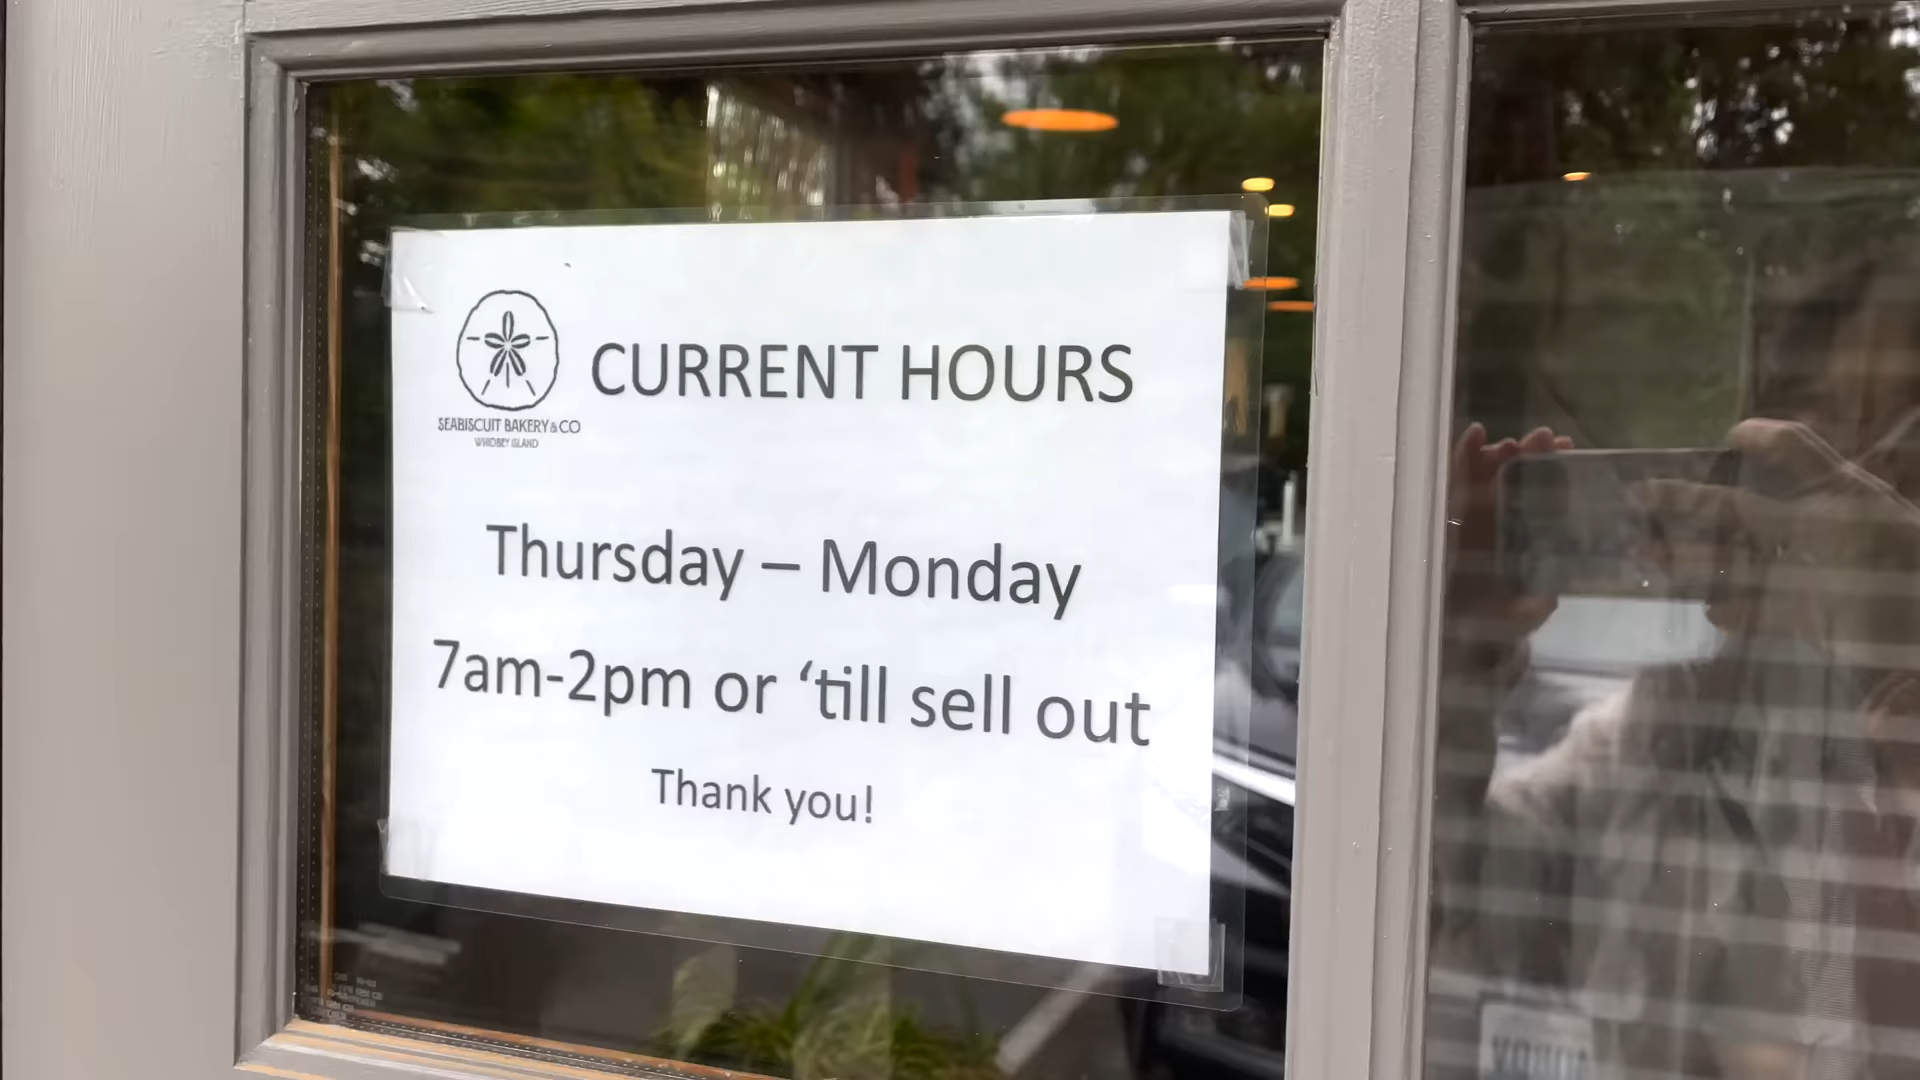 CURRENT HOURS
SEABISCUIT BAKERY & CO
WHIDBEY ISLAND
Thursday – Monday
7am-2pm or ‘till sell out
Thank you!